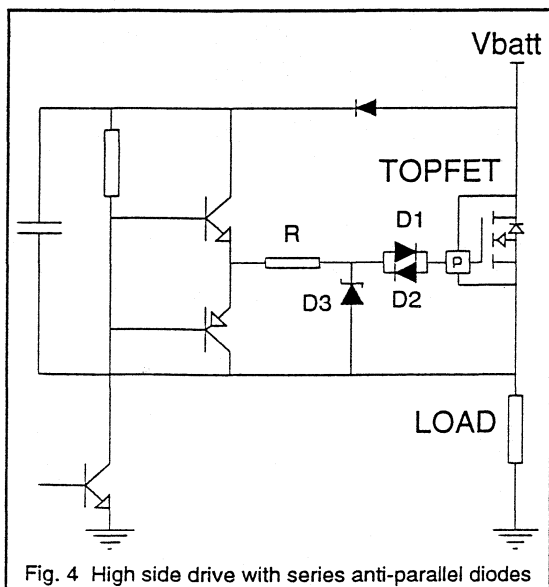 Vbatt
TOPFET
D1
R
P
D3
D2
LOAD
Fig. 4 High side drive with series anti-parallel diodes